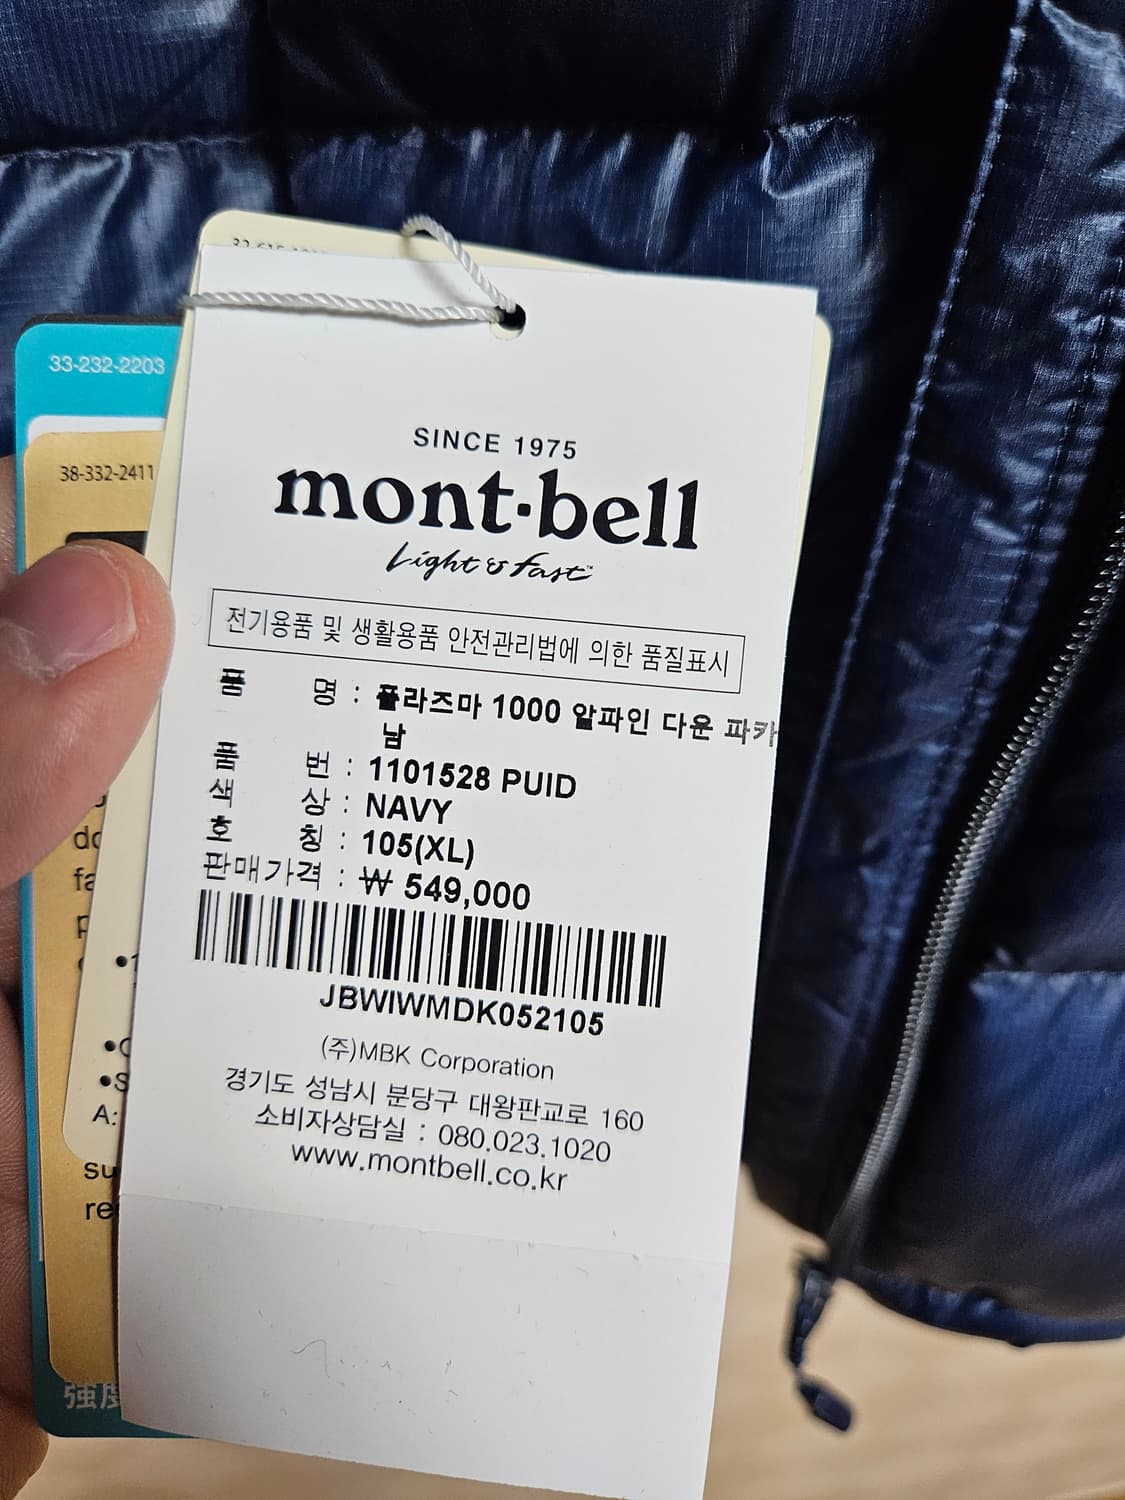 33-232-2203
38-332-2411
SINCE 1975
mont·bell
Light & Fast™
전기용품 및 생활용품 안전관리법에 의한 품질표시
품 명 : 플라즈마 1000 알파인 다운 파카
남
품 번 : 1101528 PUID
색 상 : NAVY
호 칭 : 105(XL)
판매가격 : ₩ 549,000
JBWIWMDK052105
(주)MBK Corporation
경기도 성남시 분당구 대왕판교로 160
소비자상담실 : 080.023.1020
www.montbell.co.kr
A:
su
re
強度